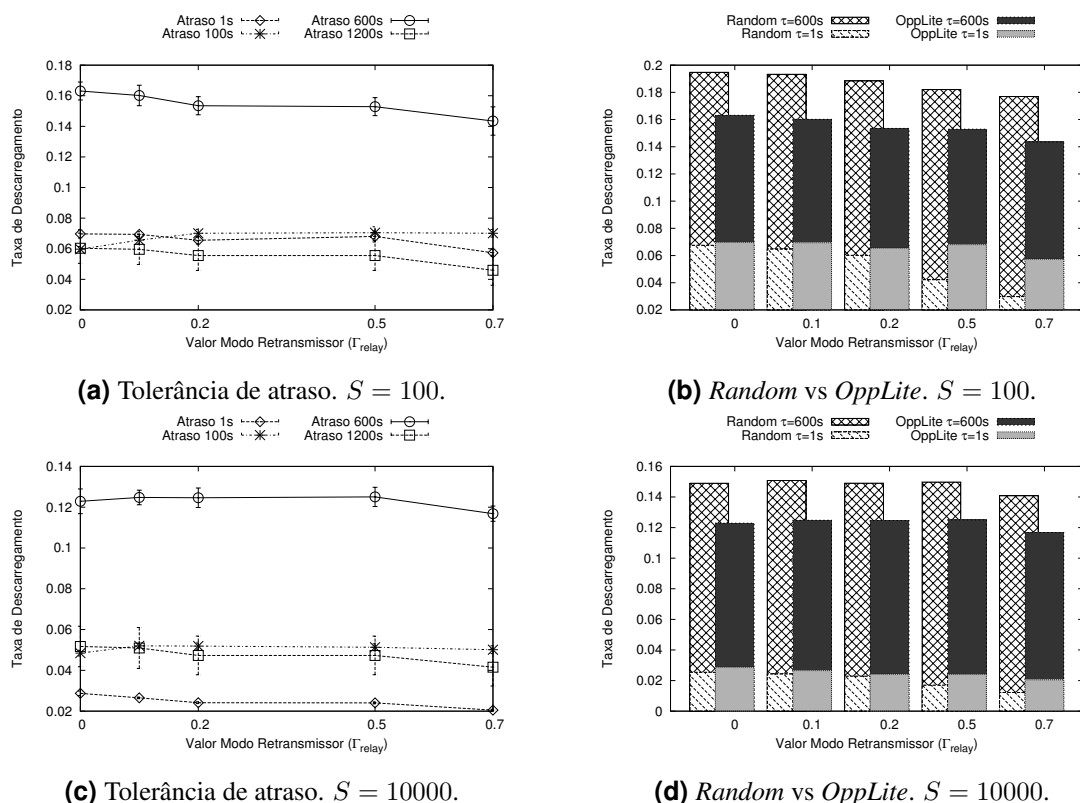 Atraso 1s Atraso 600s
Atraso 100s Atraso 1200s
Taxa de Descarregamento
0.18
0.16
0.14
0.12
0.1
0.08
0.06
0.04
0.02
0 0.2 0.5 0.7
Valor Modo Retransmissor (Γrelay)
(a) Tolerância de atraso. S = 100.
Random τ=600s OppLite τ=600s
Random τ=1s OppLite τ=1s
Taxa de Descarregamento
0.2
0.18
0.16
0.14
0.12
0.1
0.08
0.06
0.04
0.02
0 0.1 0.2 0.5 0.7
Valor Modo Retransmissor (Γrelay)
(b) Random vs OppLite. S = 100.
Atraso 1s Atraso 600s
Atraso 100s Atraso 1200s
Taxa de Descarregamento
0.14
0.12
0.1
0.08
0.06
0.04
0.02
0 0.2 0.5 0.7
Valor Modo Retransmissor (Γrelay)
(c) Tolerância de atraso. S = 10000.
Random τ=600s OppLite τ=600s
Random τ=1s OppLite τ=1s
Taxa de Descarregamento
0.16
0.14
0.12
0.1
0.08
0.06
0.04
0.02
0
0 0.1 0.2 0.5 0.7
Valor Modo Retransmissor (Γrelay)
(d) Random vs OppLite. S = 10000.